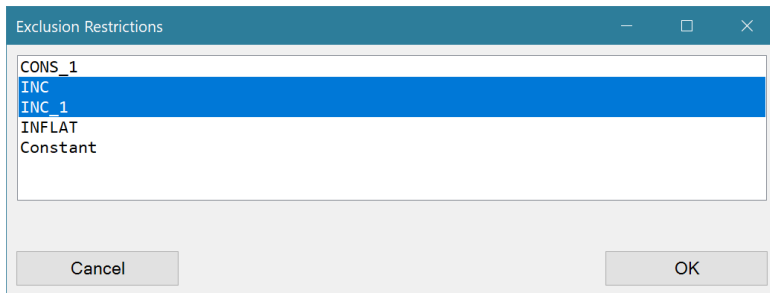 Exclusion Restrictions
CONS_1
INC
INC_1
INFLAT
Constant
Cancel OK